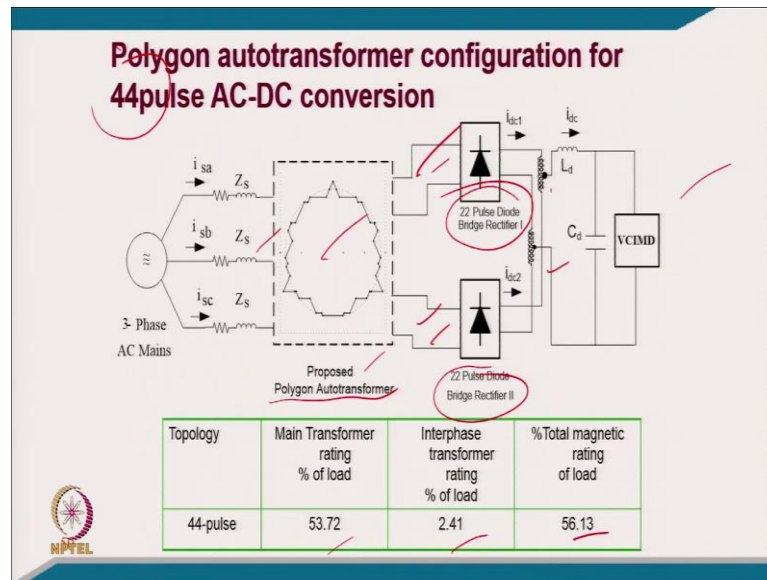 Polygon autotransformer configuration for
44pulse AC-DC conversion
i_dc1
i_dc
i_sa
Z_s
L_d
22 Pulse Diode
Bridge Rectifier I
i_sb
Z_s
C_d
VCIMD
i_sc
Z_s
i_dc2
3- Phase
AC Mains
Proposed
Polygon Autotransformer
22 Pulse Diode
Bridge Rectifier II
Topology
Main Transformer
rating
% of load
Interphase
transformer
rating
% of load
%Total magnetic
rating
of load
44-pulse
53.72
2.41
56.13
NPTEL